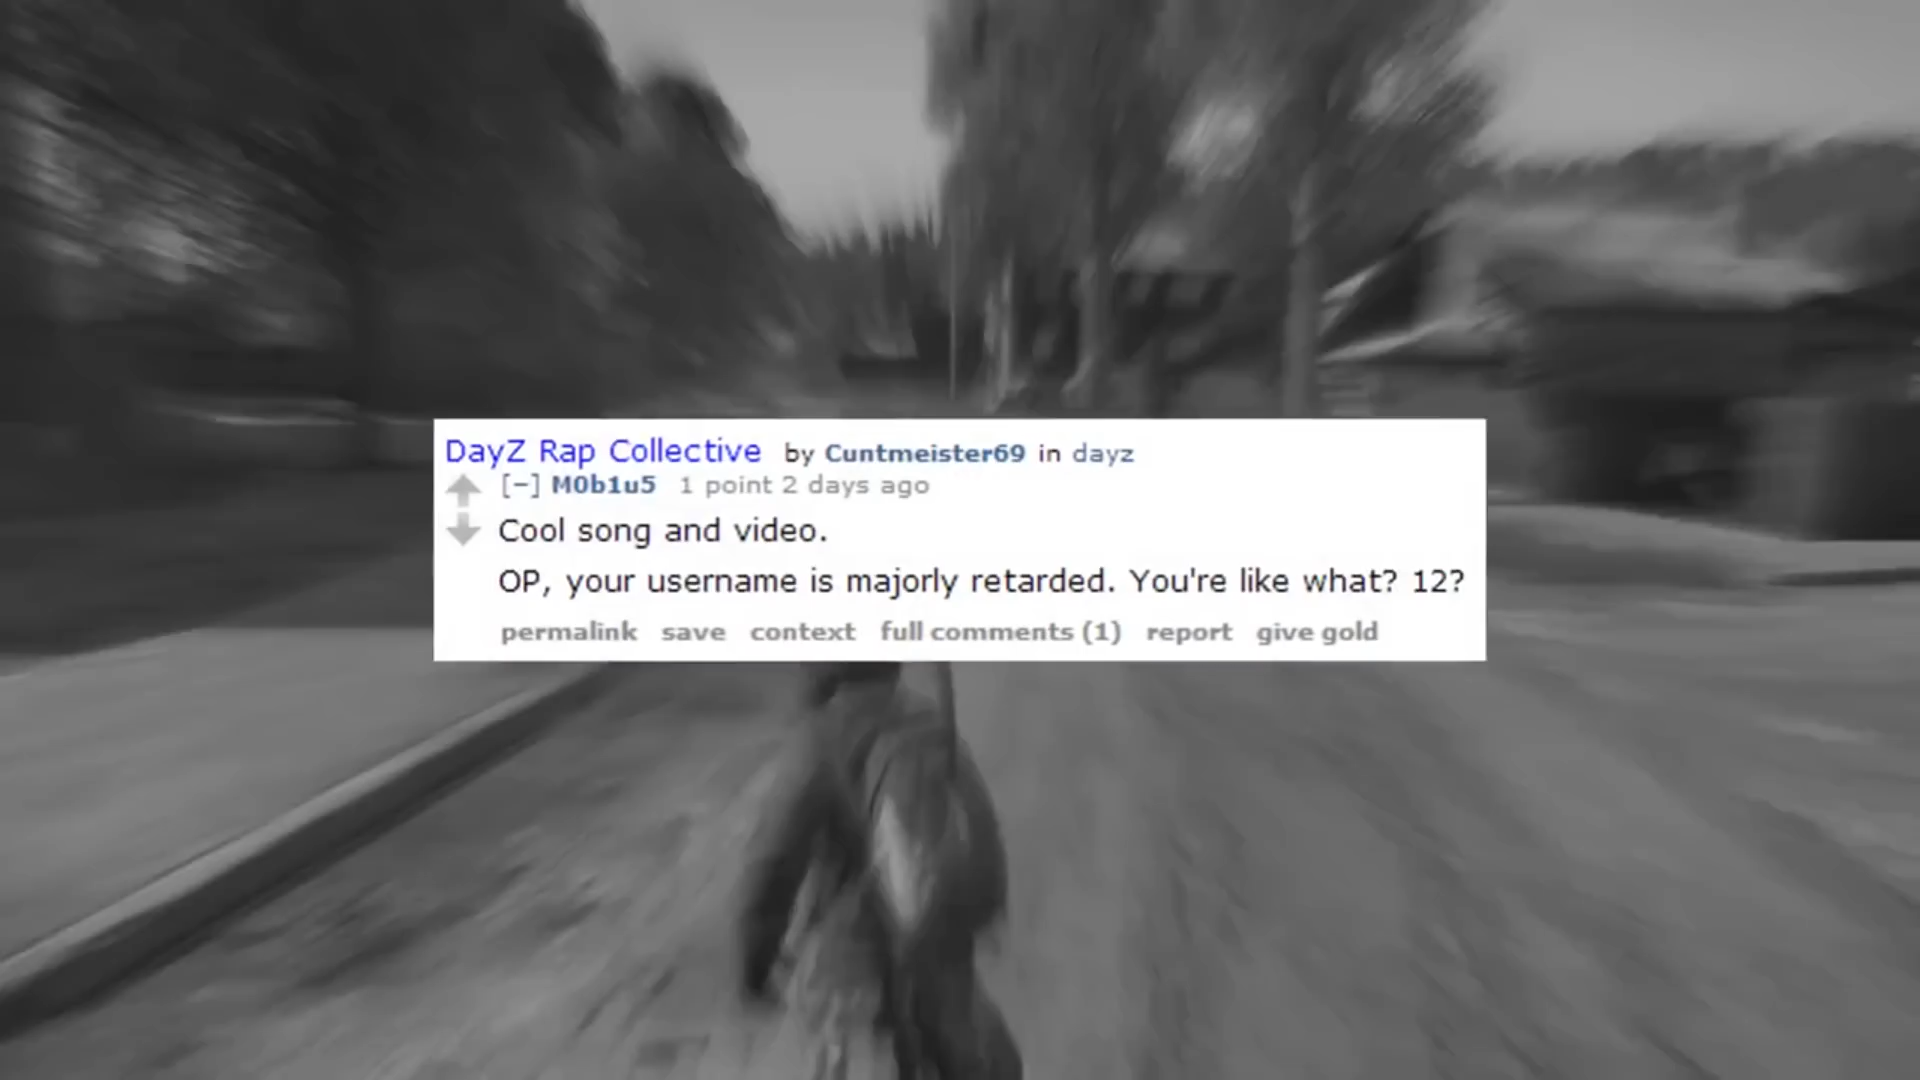 DayZ Rap Collective by Cuntmeister69 in dayz
[−] M0b1u5 1 point 2 days ago
Cool song and video.
OP, your username is majorly retarded. You're like what? 12?
permalink save context full comments (1) report give gold